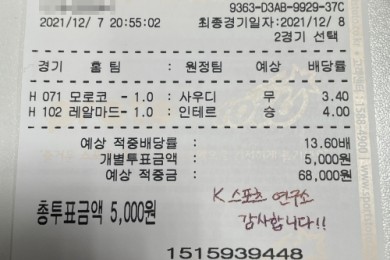 9363-D3AB-9929-37C
2021/12/ 7 20:55:02 최종경기일자:2021/12/ 8
2경기 선택
경기 홈 팀 : 원정팀 예상 배당률
H 071 모로코 - 1.0 : 사우디 무 3.40
H 102 레알마드- 1.0 : 인테르 승 4.00
예상 적중배당률 : 13.60배
개별투표금액 : 5,000원
예상 적중금 : 68,000원
총투표금액 5,000원
K 스포츠 연구소
감사합니다!!
1515939448